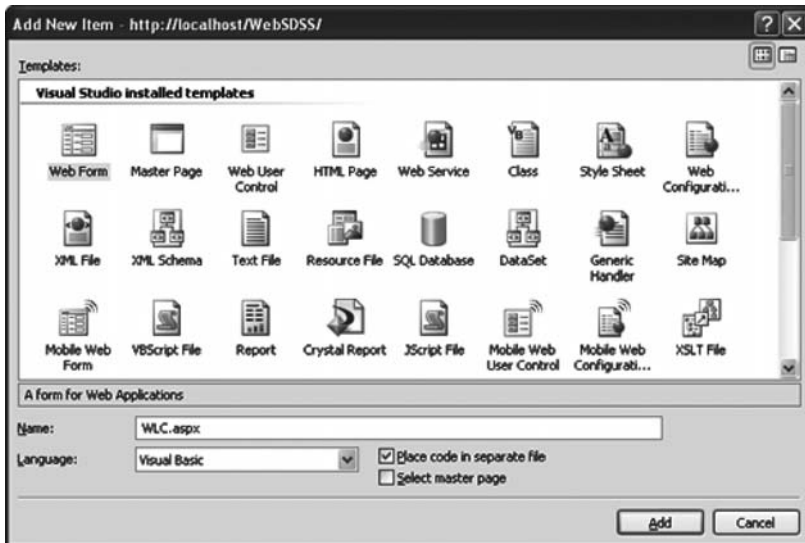 Add New Item - http://localhost/WebSDSS/
Templates:
Visual Studio installed templates
Web Form
Master Page
Web User Control
HTML Page
Web Service
Class
Style Sheet
Web Configurati...
XML File
XML Schema
Text File
Resource File
SQL Database
DataSet
Generic Handler
Site Map
Mobile Web Form
VBScript File
Report
Crystal Report
JScript File
Mobile Web User Control
Mobile Web Configurati...
XSLT File
A form for Web Applications
Name:
WLC.aspx
Language:
Visual Basic
Place code in separate file
Select master page
Add
Cancel